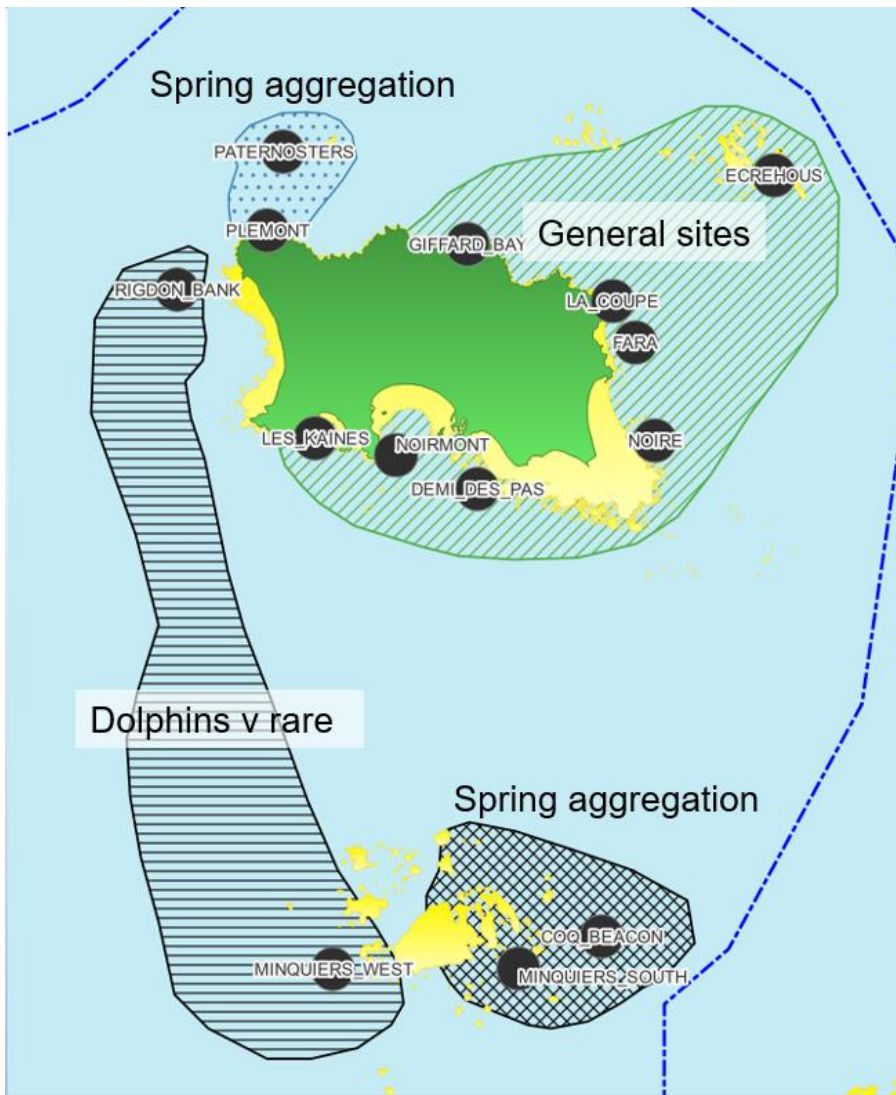 Spring aggregation
PATERNOSTERS
ECREHOUS
PLEMONT
GIFFARD_BAY
General sites
RIGDON_BANK
LA_COUPE
FARA
LES_KAINES
NOIRMONT
NOIRE
DEMI_DES_PAS
Dolphins v rare
Spring aggregation
COQ_BEACON
MINQUIERS_WEST
MINQUIERS_SOUTH